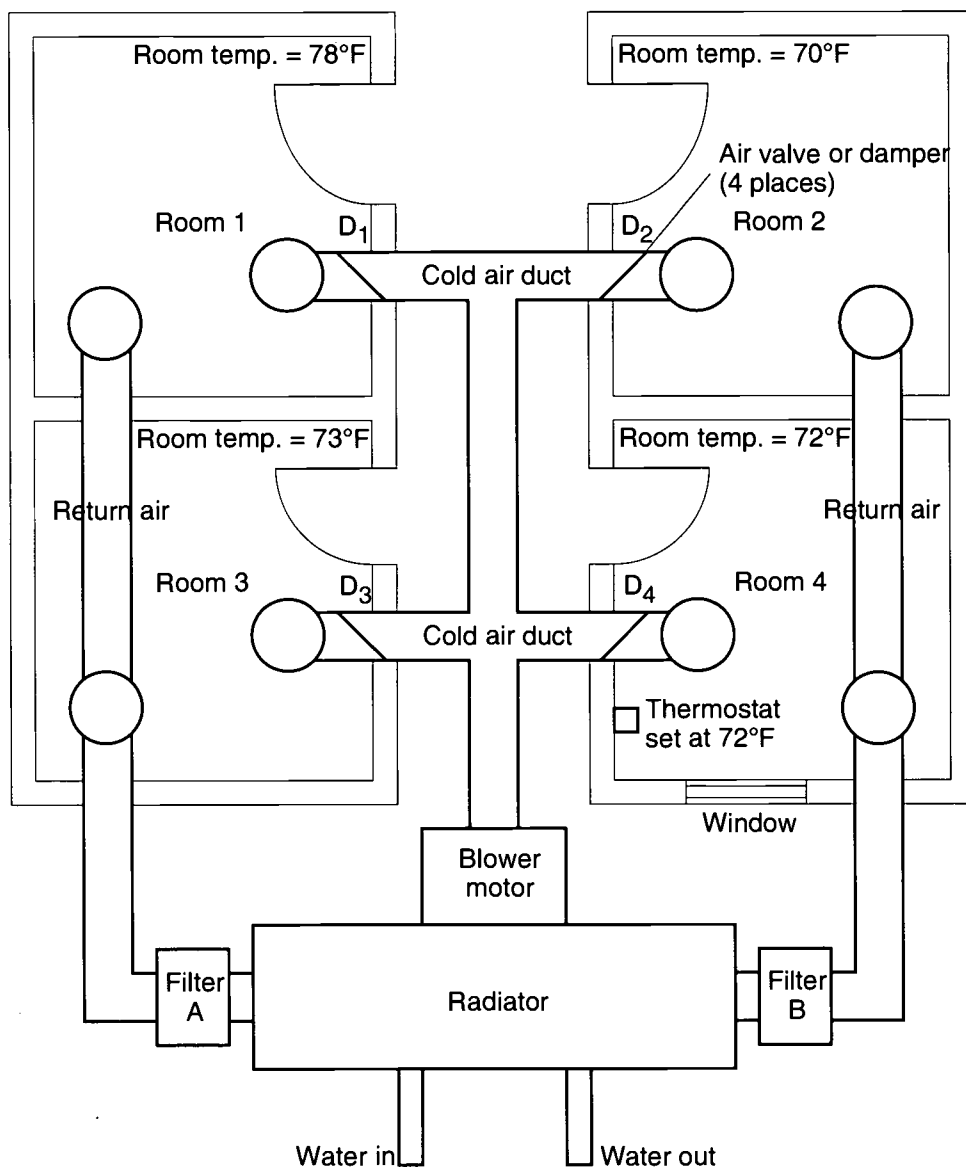 Room temp. = 78°F
Room temp. = 70°F
Air valve or damper
(4 places)
Room 1
D1
D2
Room 2
Cold air duct
Room temp. = 73°F
Room temp. = 72°F
Return air
Return air
Room 3
D3
D4
Room 4
Cold air duct
Thermostat
set at 72°F
Window
Blower
motor
Filter
A
Radiator
Filter
B
Water in
Water out